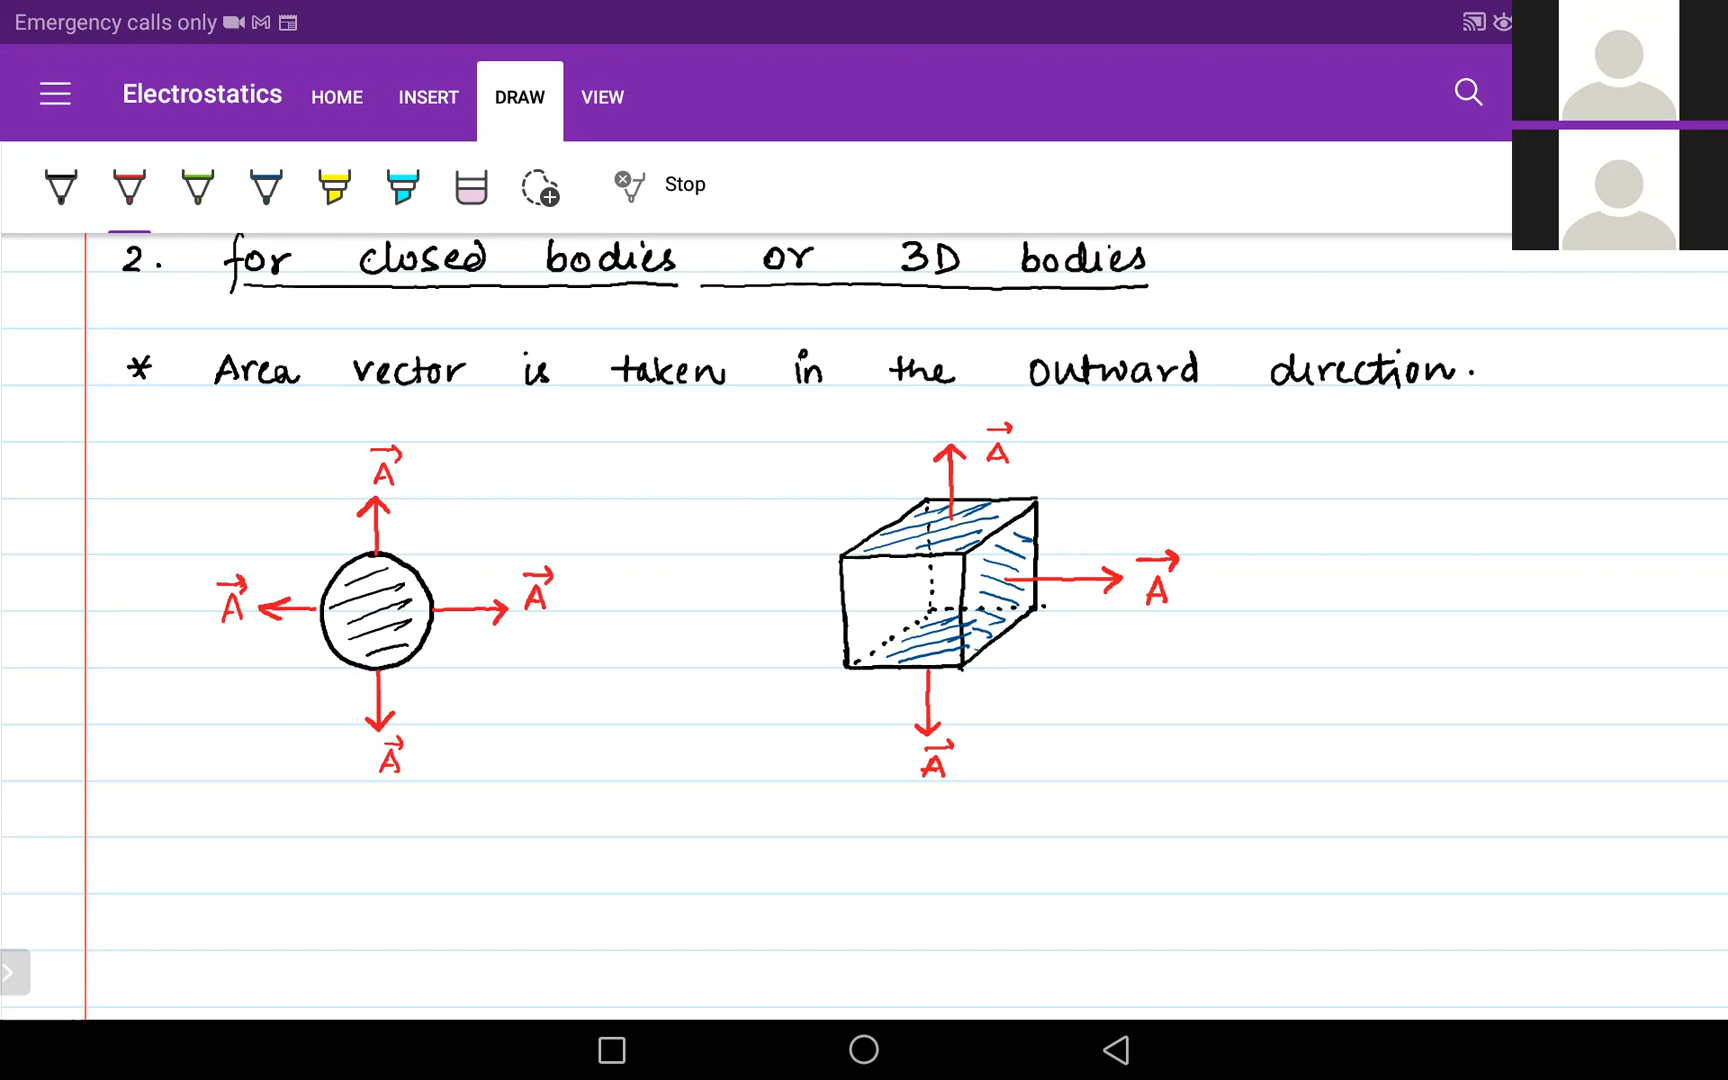 Emergency calls only
Electrostatics HOME INSERT DRAW VIEW
Stop
2. for closed bodies or 3D bodies
* Area vector is taken in the outward direction.
A
A
A
A
A
A
A